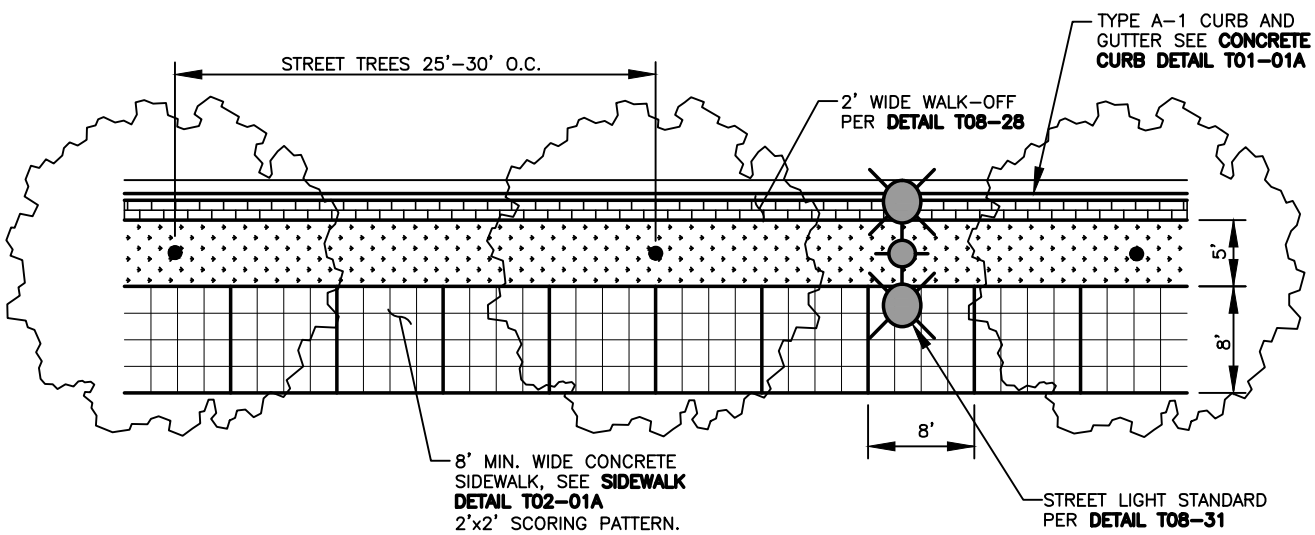 TYPE A-1 CURB AND
GUTTER SEE CONCRETE
CURB DETAIL T01-01A
STREET TREES 25'-30' O.C.
2' WIDE WALK-OFF
PER DETAIL T08-28
5'
8'
8'
8' MIN. WIDE CONCRETE
SIDEWALK, SEE SIDEWALK
DETAIL T02-01A
2'x2' SCORING PATTERN.
STREET LIGHT STANDARD
PER DETAIL T08-31